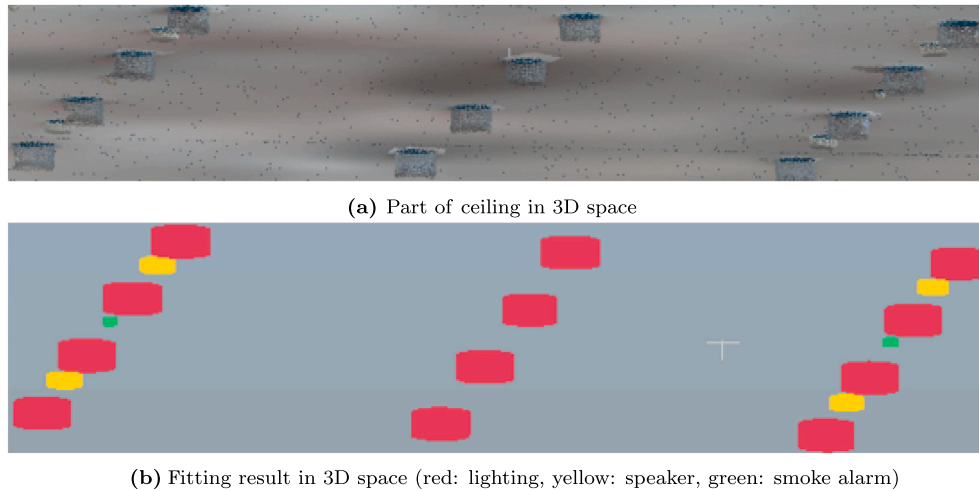 (a) Part of ceiling in 3D space
(b) Fitting result in 3D space (red: lighting, yellow: speaker, green: smoke alarm)